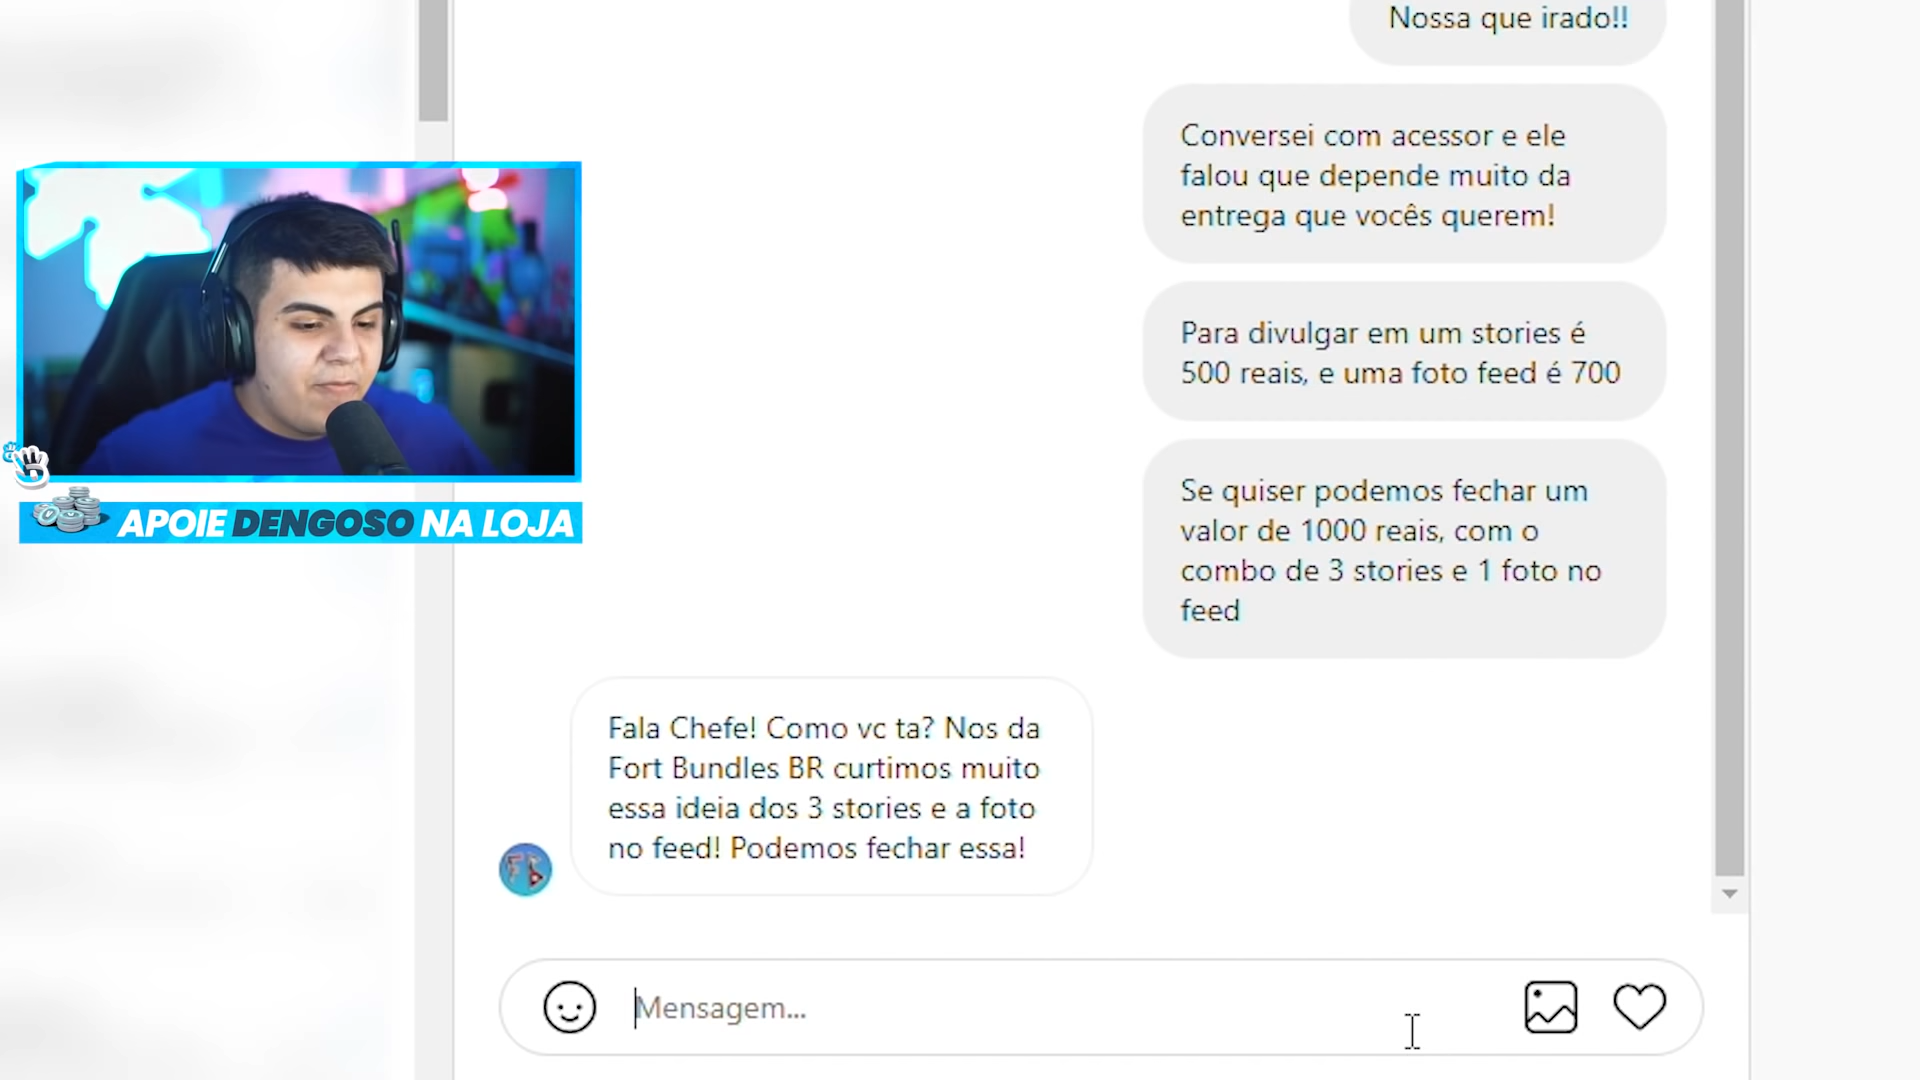 Nossa que irado!!
Conversei com acessor e ele
falou que depende muito da
entrega que vocês querem!
Para divulgar em um stories é
500 reais, e uma foto feed é 700
Se quiser podemos fechar um
valor de 1000 reais, com o
combo de 3 stories e 1 foto no
feed
APOIE DENGOSO NA LOJA
Fala Chefe! Como vc ta? Nos da
Fort Bundles BR curtimos muito
essa ideia dos 3 stories e a foto
no feed! Podemos fechar essa!
Mensagem...